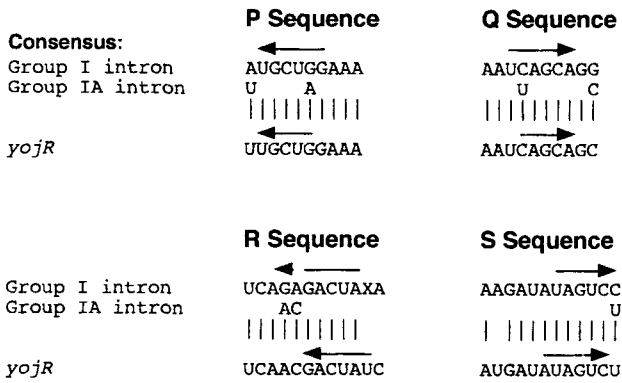 P Sequence Q Sequence
Consensus:
Group I intron AUGCUGGAAA AAUCAGCAGG
Group IA intron U A U C
yojR UUGCUGGAAA AAUCAGCAGC
R Sequence S Sequence
Group I intron UCAGAGACUAXA AAGAUAUAGUCC
Group IA intron AC U
yojR UCAACGACUAUC AUGAUAUAGUCU